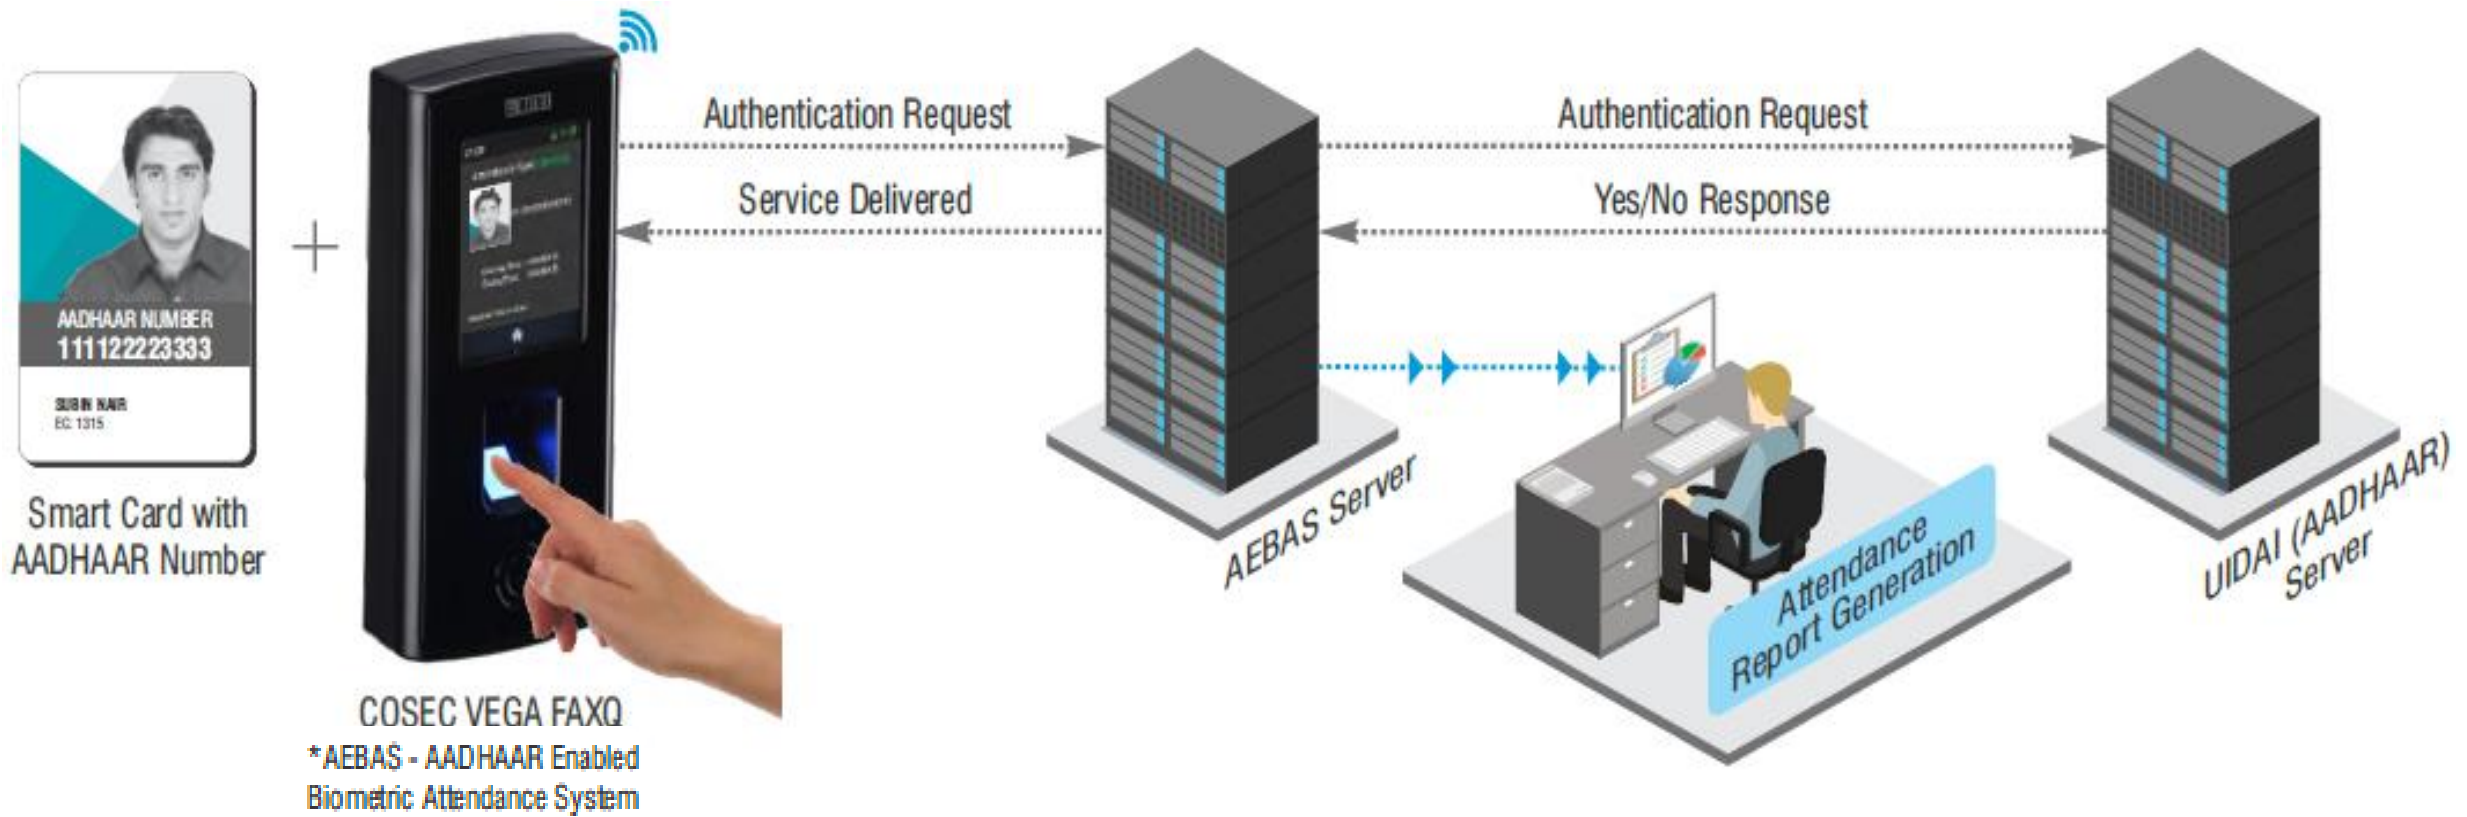 Authentication Request
Service Delivered
Authentication Request
Yes/No Response
AADHAAR NUMBER
111122223333
SUBIN NAIR
EC: 1315
Smart Card with
AADHAAR Number
COSEC VEGA FAXQ
*AEBAS - AADHAAR Enabled
Biometric Attendance System
AEBAS Server
Attendance
Report Generation
UIDAI (AADHAAR)
Server